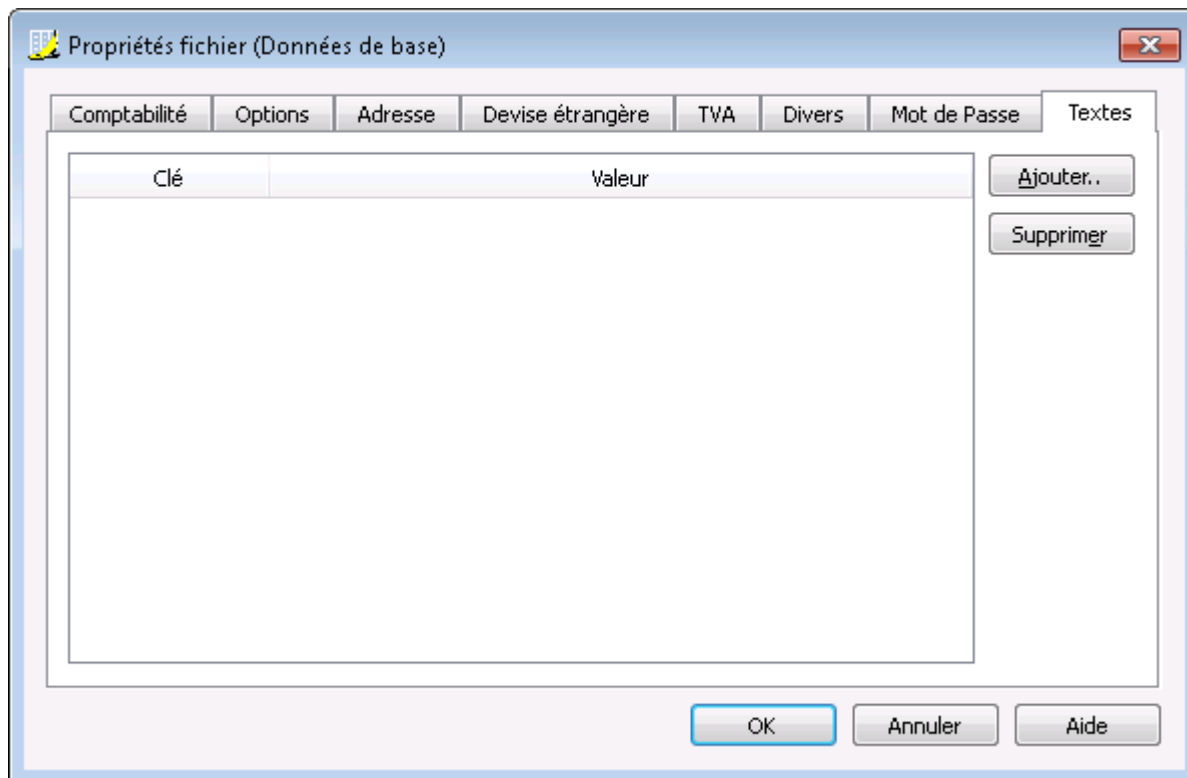 Propriétés fichier (Données de base)
Comptabilité Options Adresse Devise étrangère TVA Divers Mot de Passe Textes
Clé Valeur Ajouter..
Supprimer
OK Annuler Aide